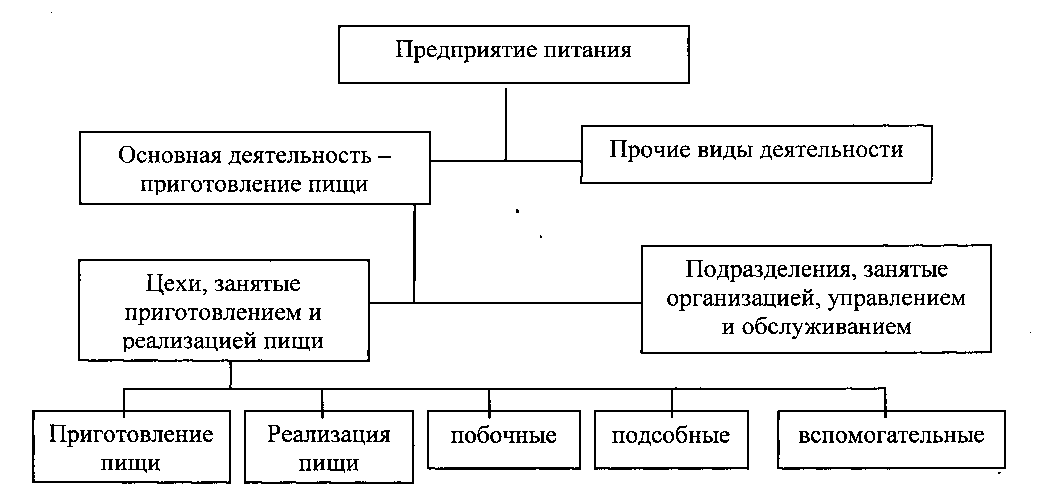 Предприятие питания
Основная деятельность –
приготовление пищи
Прочие виды деятельности
Цехи, занятые
приготовлением и
реализацией пищи
Подразделения, занятые
организацией, управлением
и обслуживанием
Приготовление
пищи
Реализация
пищи
побочные
подсобные
вспомогательные